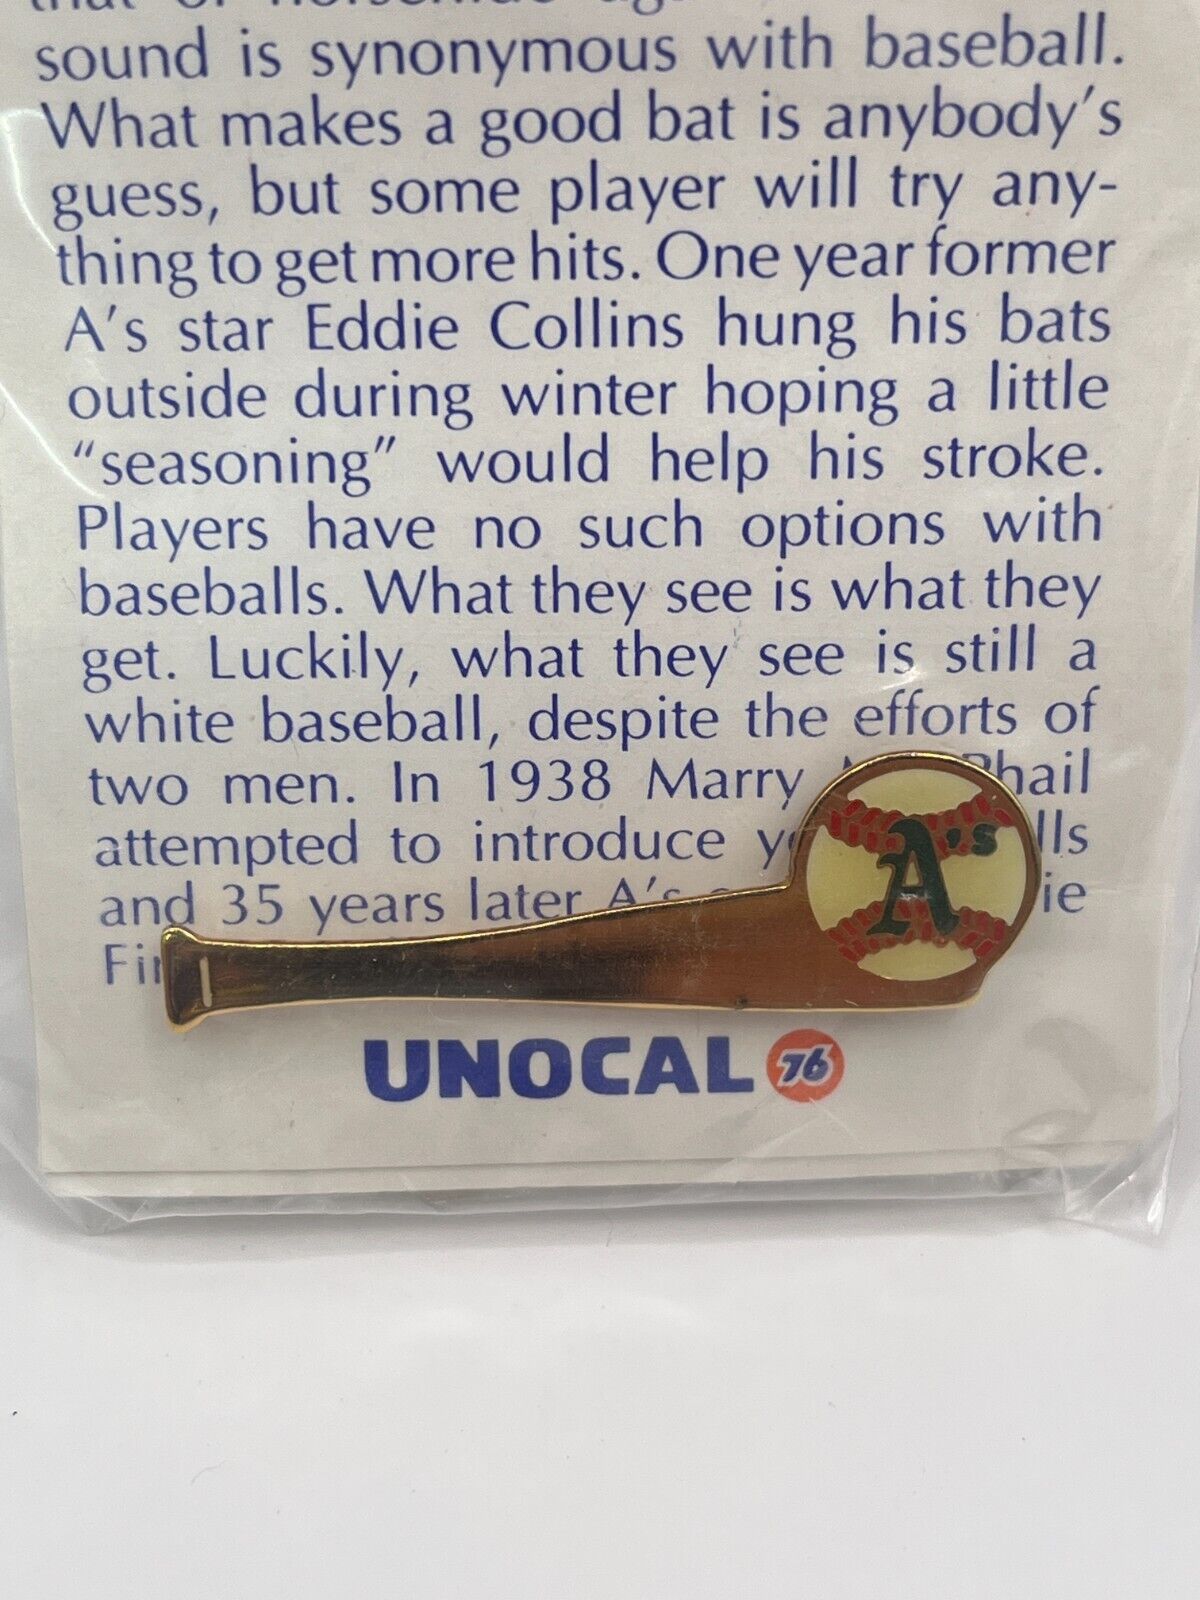 that of
sound is synonymous with baseball.
What makes a good bat is anybody's
guess, but some player will try any-
thing to get more hits. One year former
A's star Eddie Collins hung his bats
outside during winter hoping a little
"seasoning" would help his stroke.
Players have no such options with
baseballs. What they see is what they
get. Luckily, what they see is still a
white baseball, despite the efforts of
two men. In 1938 Marry
attempted to introduce
and 35 years later A's
A's
UNOCAL 76